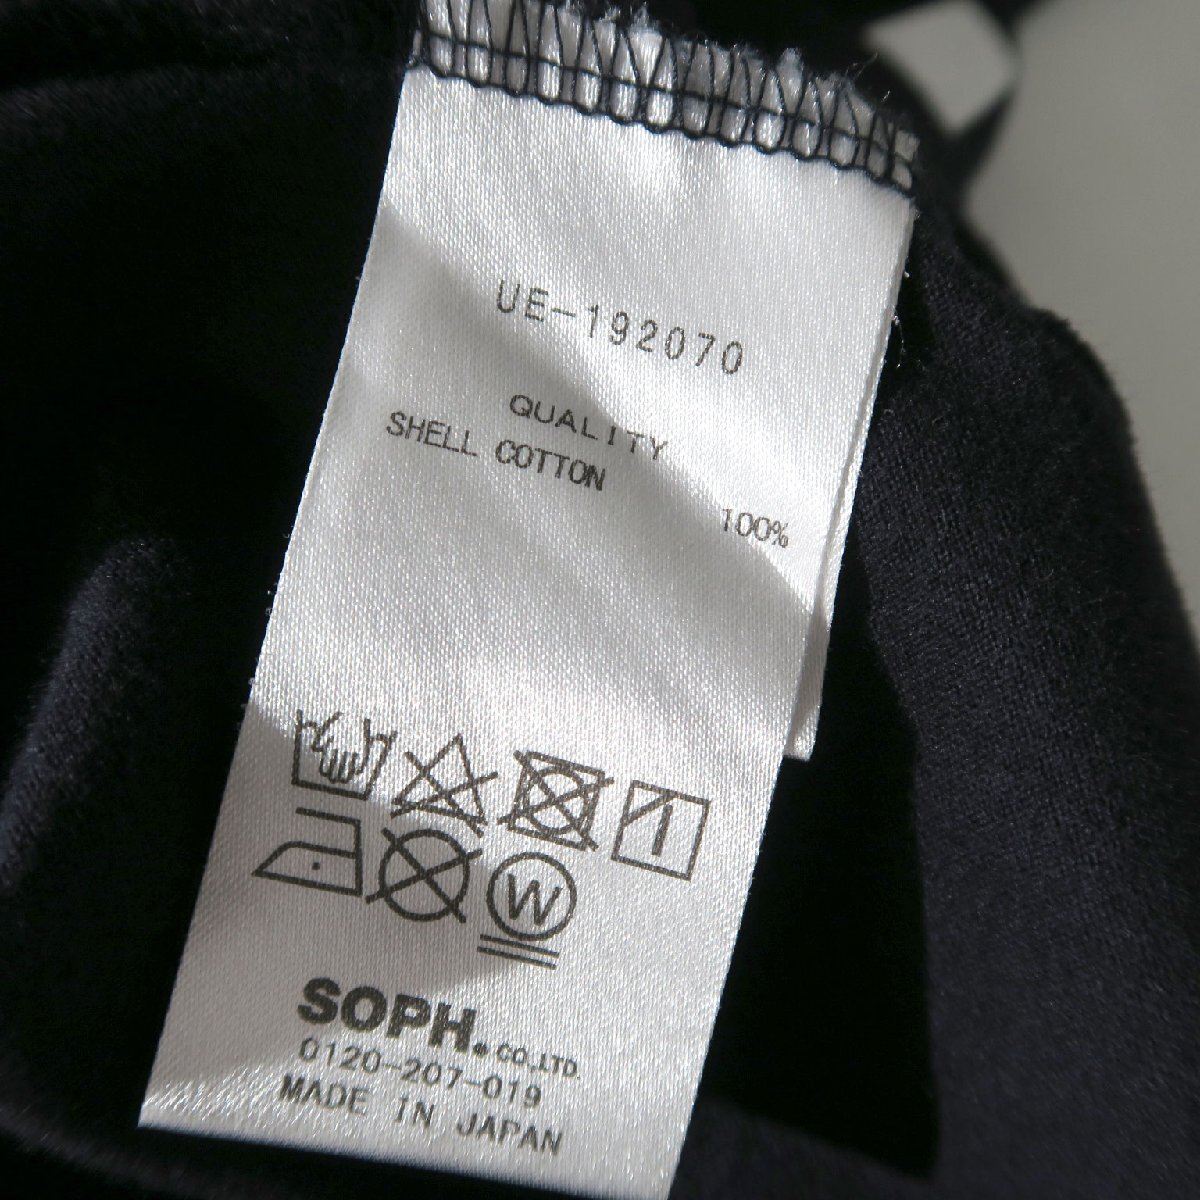 UE-192070
QUALITY
SHELL COTTON
100%
W
SOPH. CO.,LTD.
0120-207-019
MADE IN JAPAN